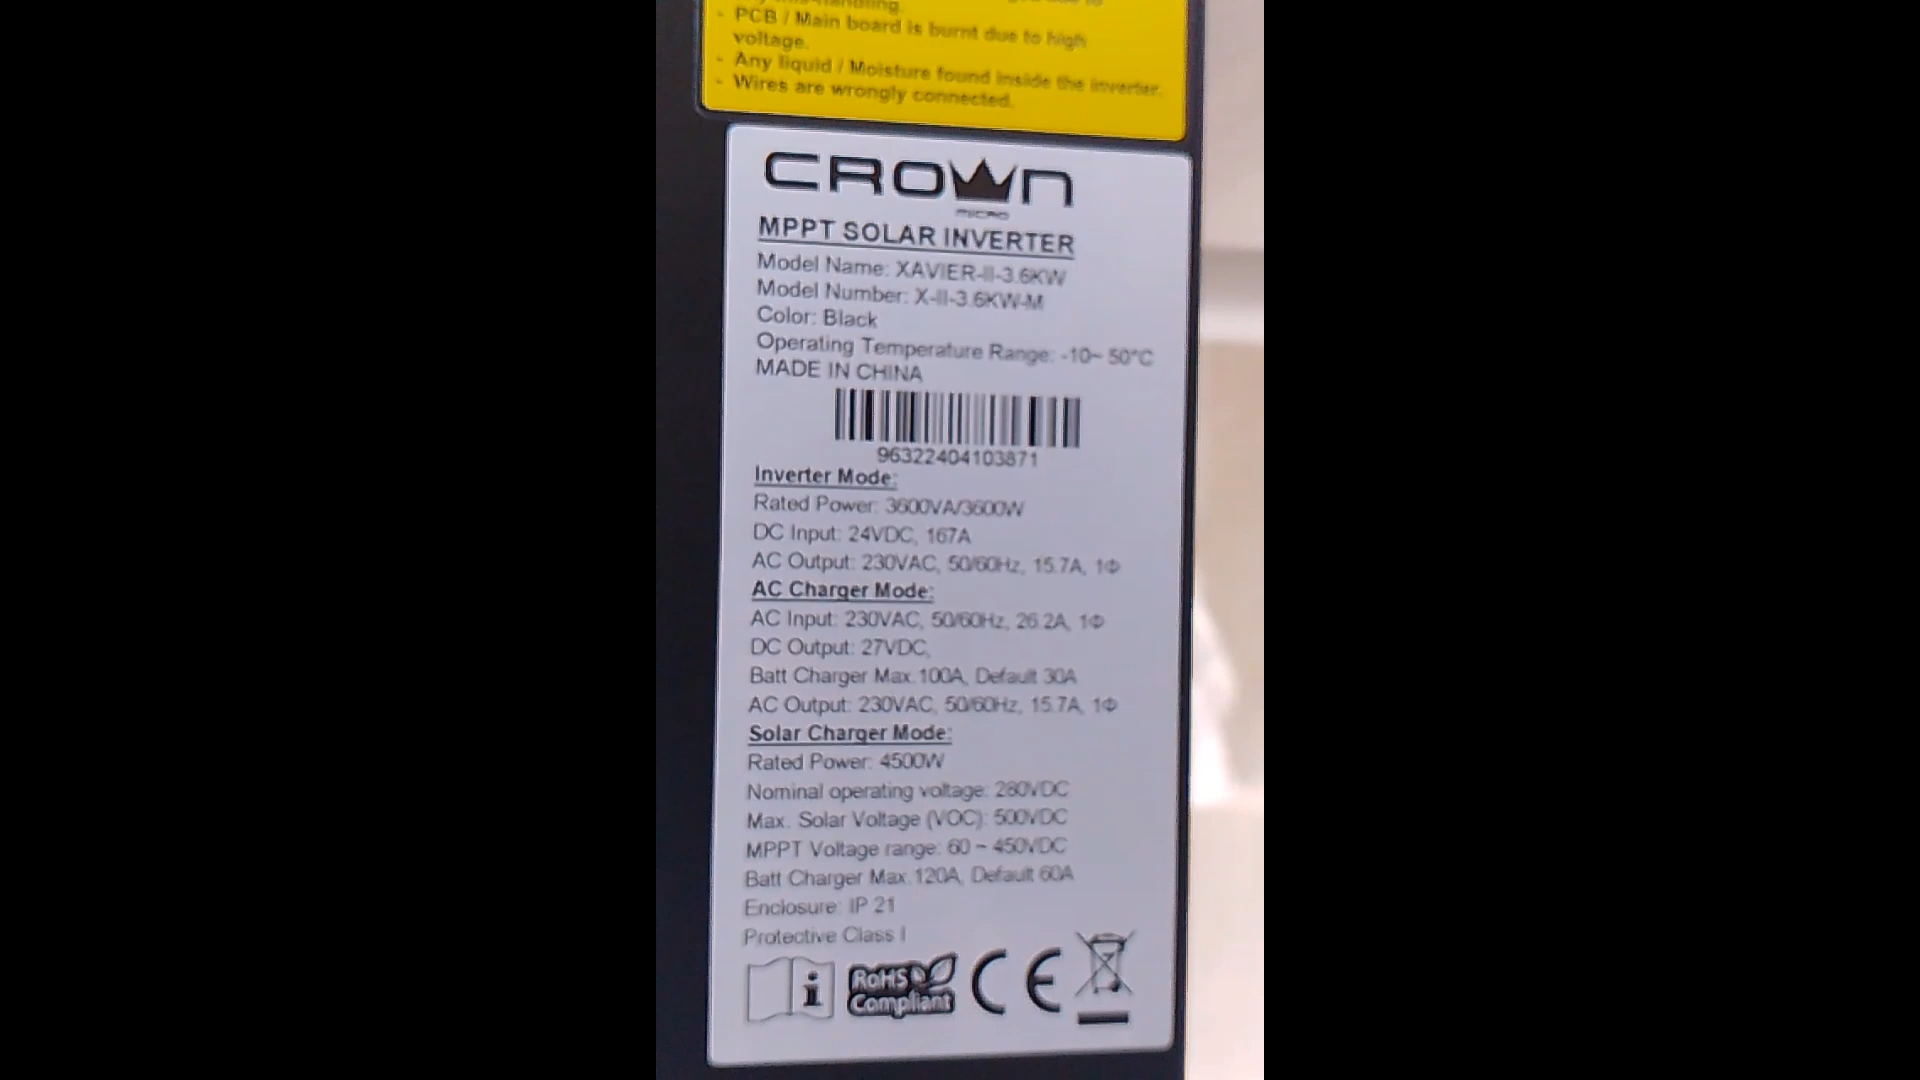 PCB / Main board is burnt due to high
voltage.
- Any liquid / Moisture found inside the inverter.
- Wires are wrongly connected.
CROWN
MICRO
MPPT SOLAR INVERTER
Model Name: XAVIER-II-3.6KW
Model Number: X-II-3.6KW-M
Color: Black
Operating Temperature Range: -10~ 50°C
MADE IN CHINA
96322404103871
Inverter Mode:
Rated Power: 3600VA/3600W
DC Input: 24VDC, 167A
AC Output: 230VAC, 50/60Hz, 15.7A, 1Φ
AC Charger Mode:
AC Input: 230VAC, 50/60Hz, 26.2A, 1Φ
DC Output: 27VDC,
Batt Charger Max.100A, Default 30A
AC Output: 230VAC, 50/60Hz, 15.7A, 1Φ
Solar Charger Mode:
Rated Power: 4500W
Nominal operating voltage: 280VDC
Max. Solar Voltage (VOC): 500VDC
MPPT Voltage range: 60 ~ 450VDC
Batt Charger Max.120A, Default 60A
Enclosure: IP 21
Protective Class I
i
RoHS
Compliant
CE